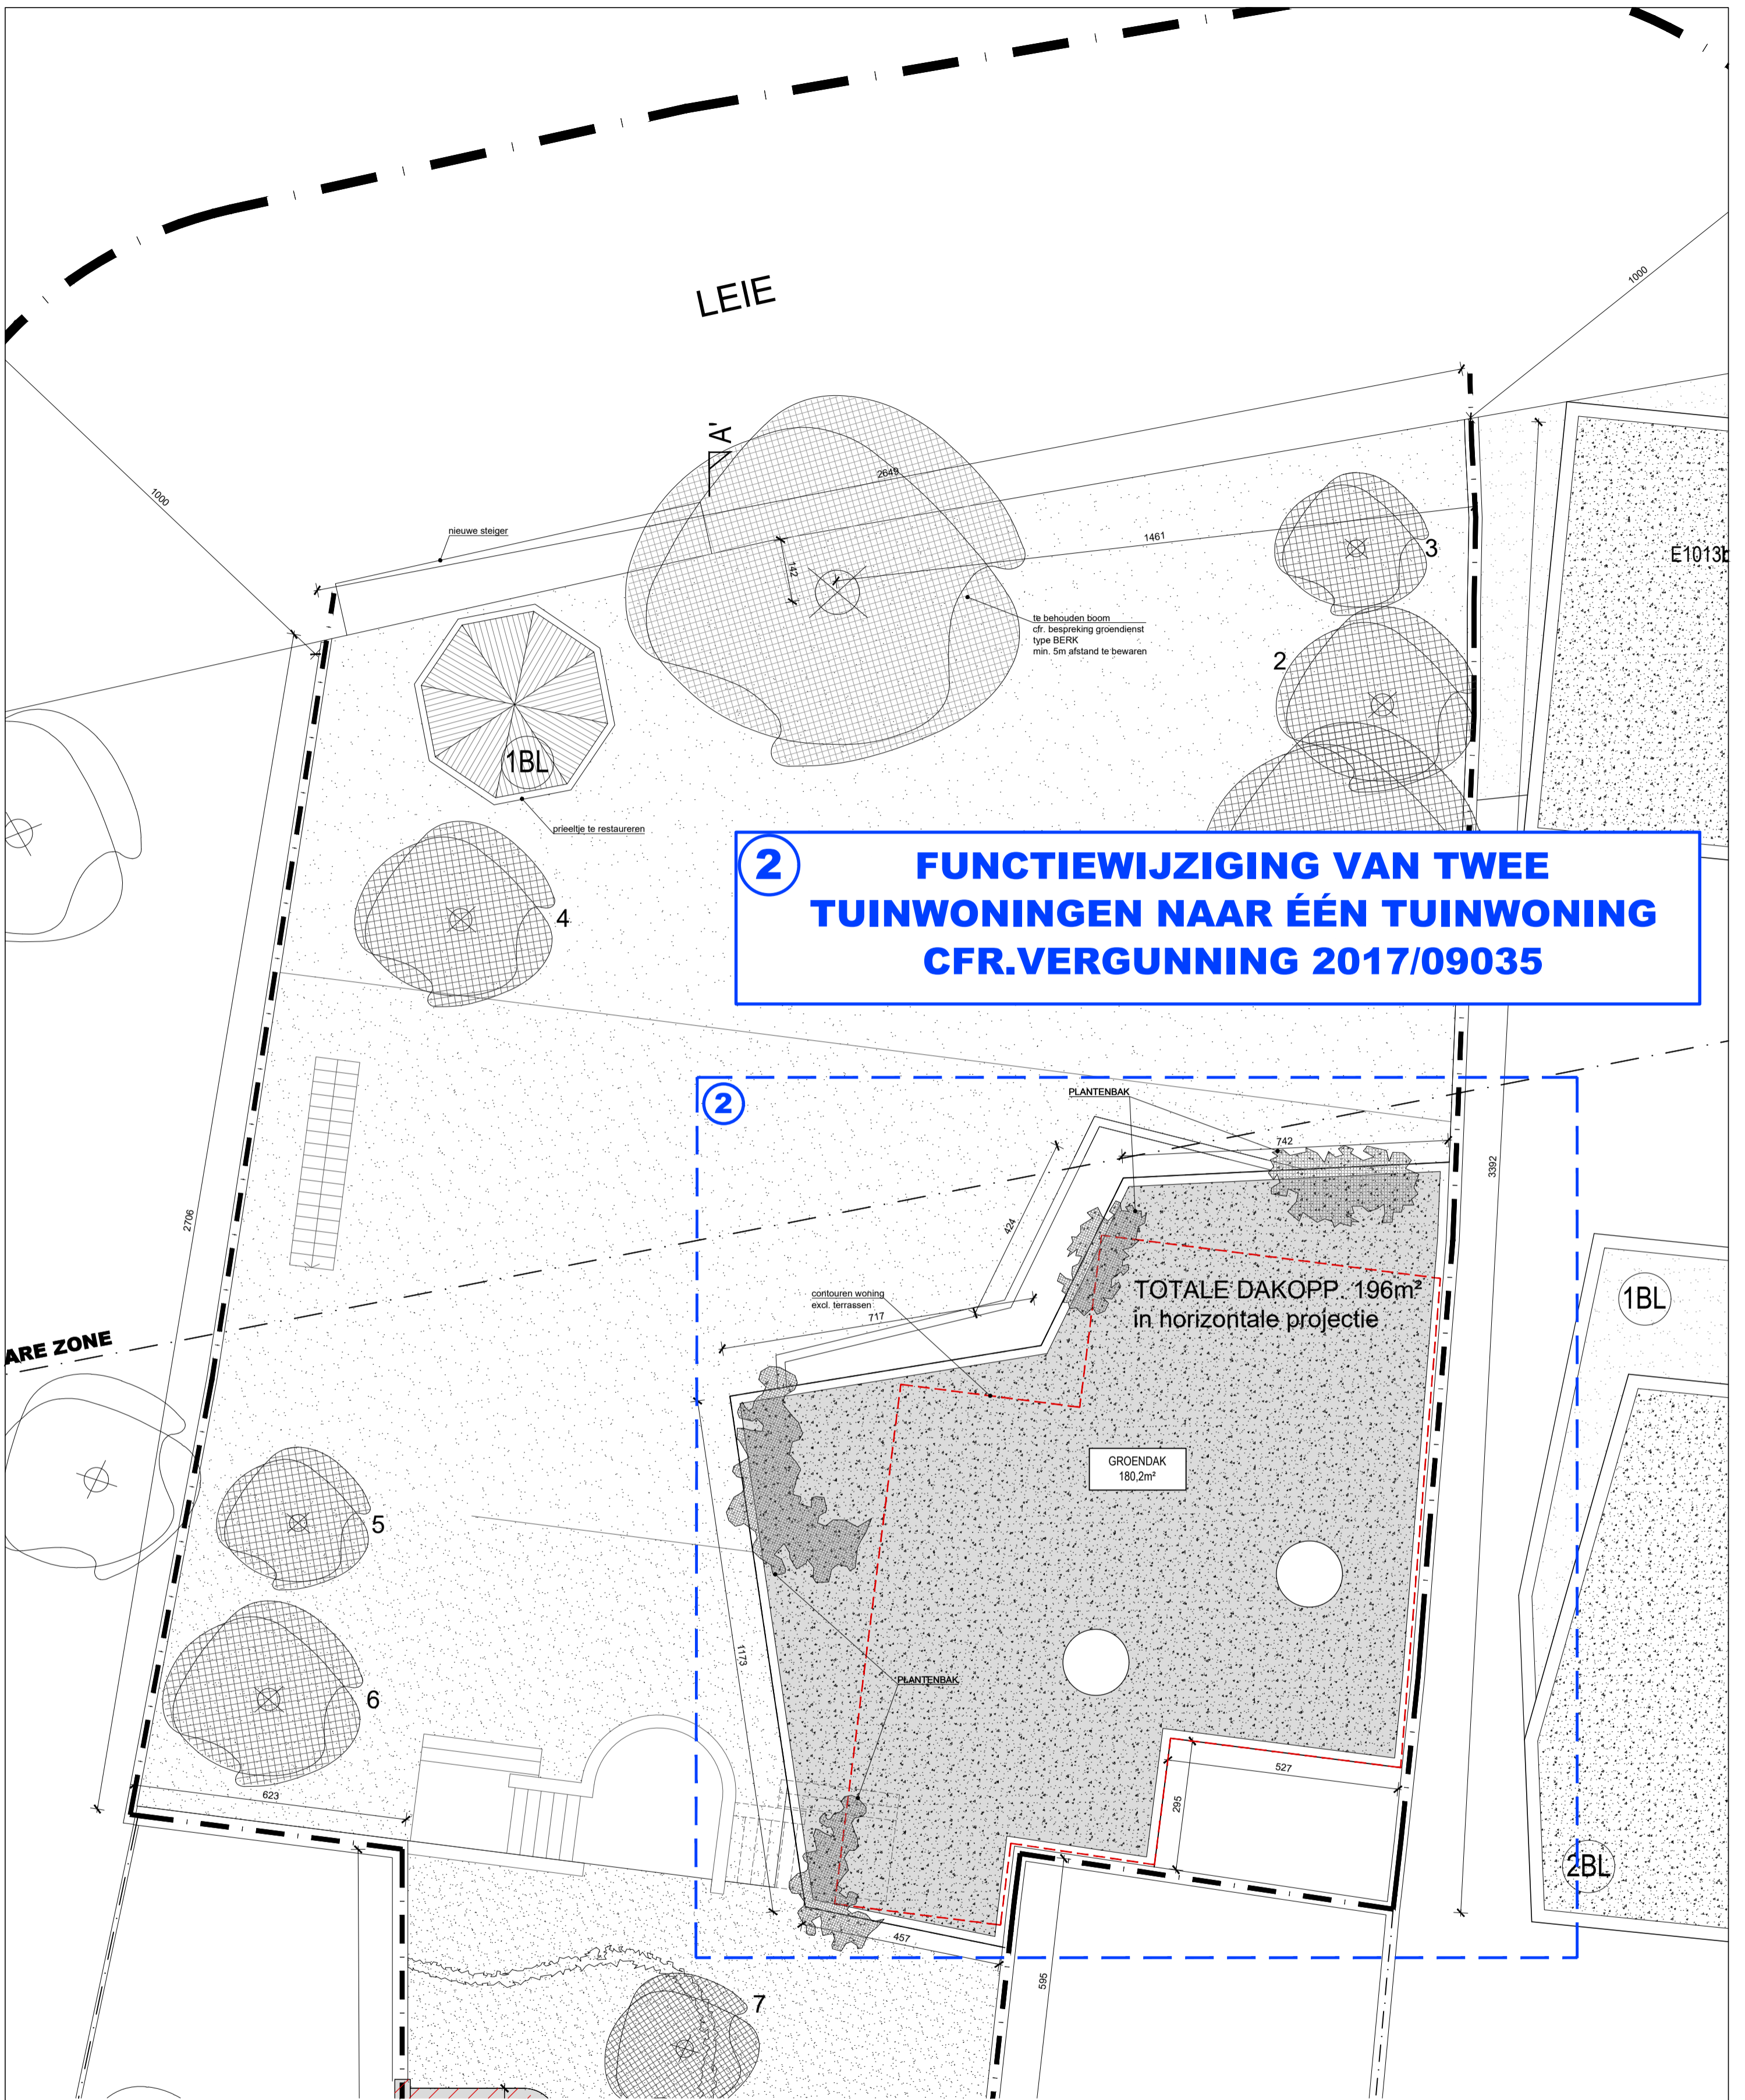 LEIE
1000
1000
A'
2649
nieuwe steiger
142
1461
3
E1013b
te behouden boom
cfr. bespreking groendienst
type BERK
min. 5m afstand te bewaren
2
1BL
prieeltje te restaureren
4
2
FUNCTIEWIJZIGING VAN TWEE
TUINWONINGEN NAAR ÉÉN TUINWONING
CFR.VERGUNNING 2017/09035
2
PLANTENBAK
742
3392
2706
424
contouren woning
excl. terrassen
717
TOTALE DAKOPP. 196m²
in horizontale projectie
1BL
ARE ZONE
GROENDAK
180,2m²
5
1173
PLANTENBAK
6
623
527
295
2BL
457
595
7